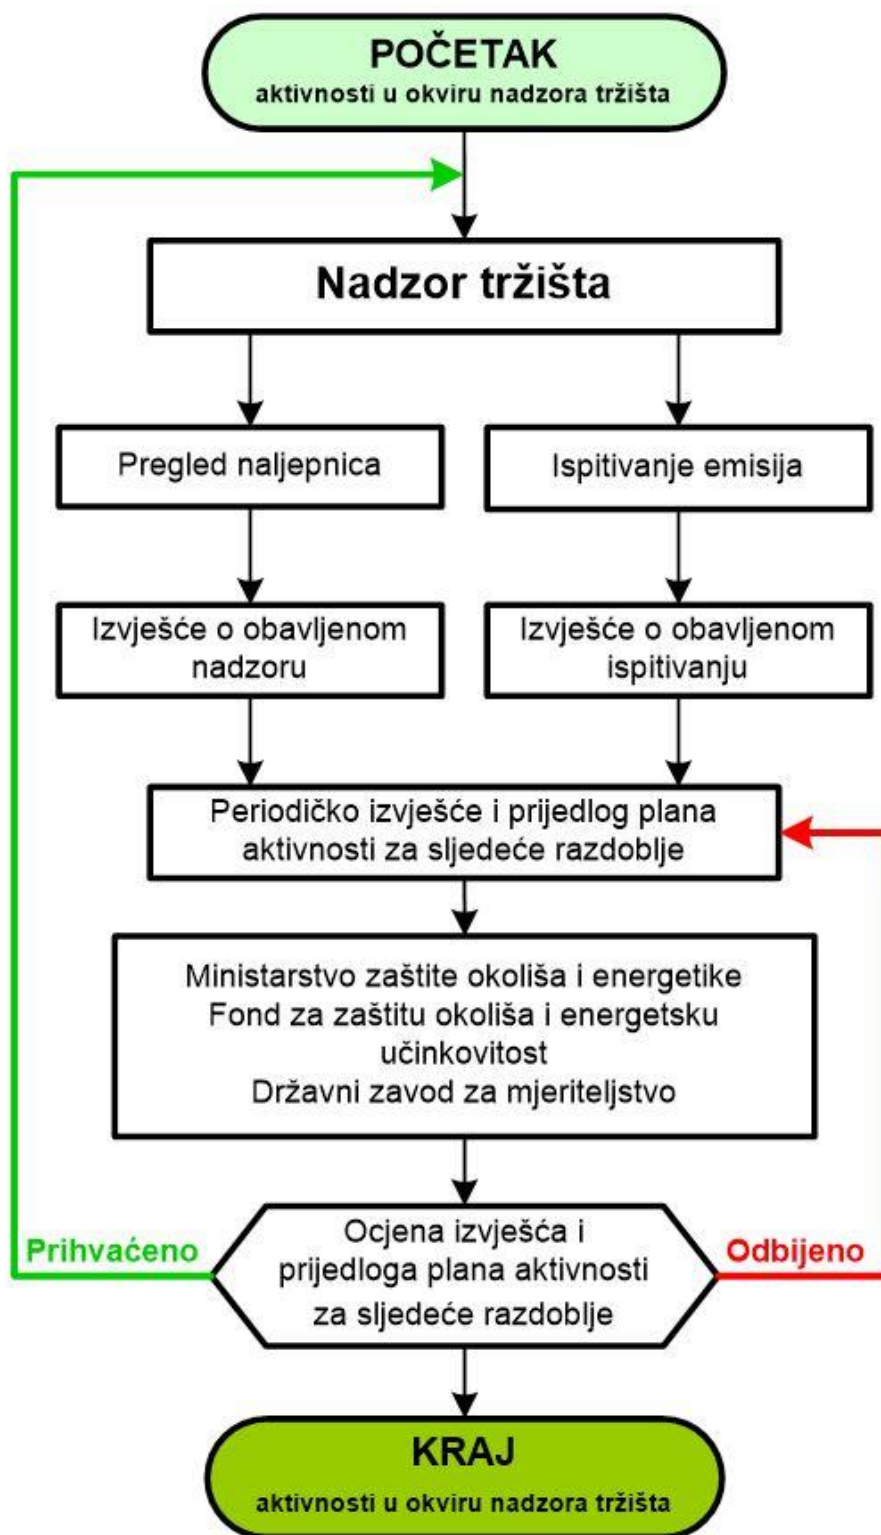 POČETAK
aktivnosti u okviru nadzora tržišta
Nadzor tržišta
Pregled naljepnica
Ispitivanje emisija
Izvješće o obavljenom
nadzoru
Izvješće o obavljenom
ispitivanju
Periodičko izvješće i prijedlog plana
aktivnosti za sljedeće razdoblje
Ministarstvo zaštite okoliša i energetike
Fond za zaštitu okoliša i energetsku
učinkovitost
Državni zavod za mjeriteljstvo
Prihvaćeno
Ocjena izvješća i
prijedloga plana aktivnosti
za sljedeće razdoblje
Odbijeno
KRAJ
aktivnosti u okviru nadzora tržišta